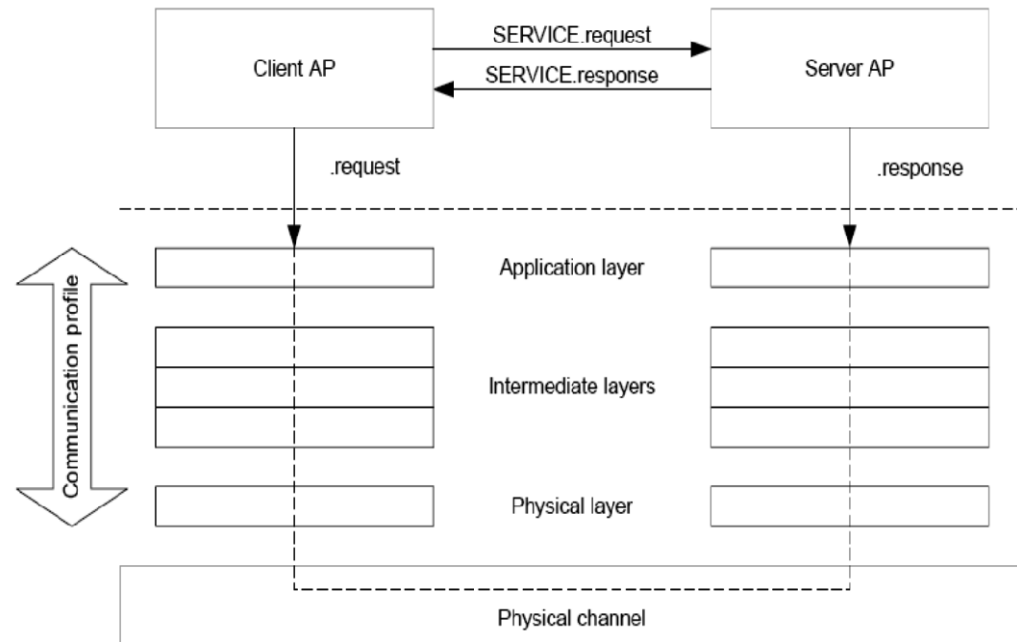 SERVICE.request
Client AP
SERVICE.response
Server AP
.request
.response
Communication profile
Application layer
Intermediate layers
Physical layer
Physical channel